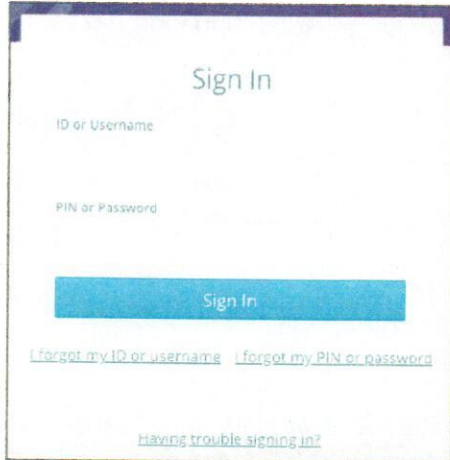 Sign In
ID or Username
PIN or Password
Sign In
I forgot my ID or username I forgot my PIN or password
Having trouble signing in?